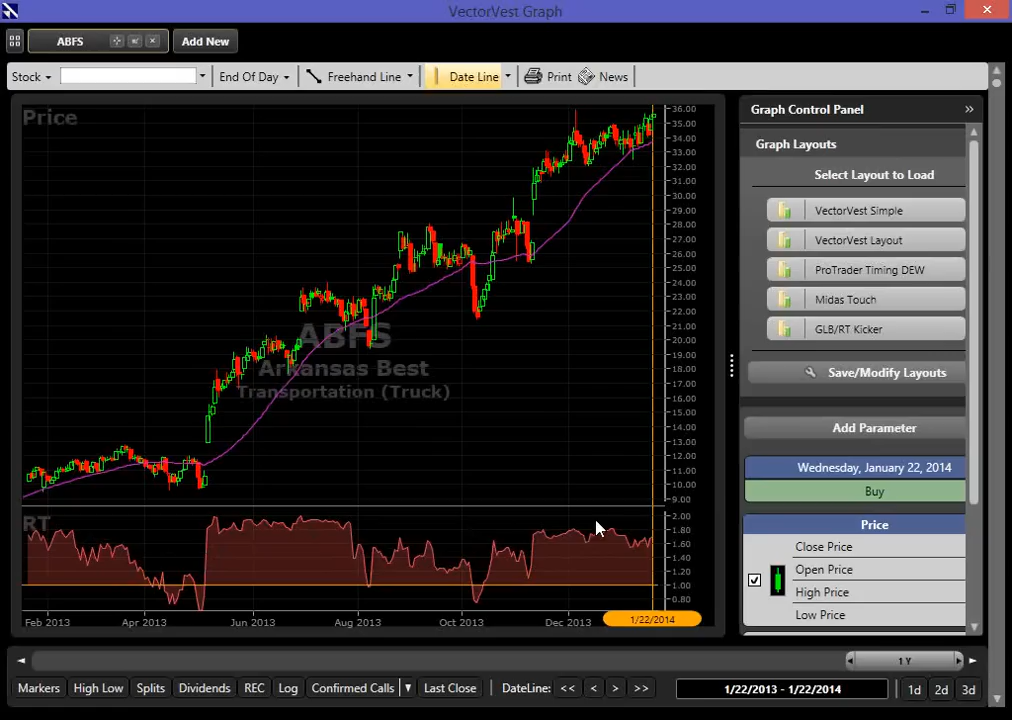 VectorVest Graph
ABFS
Add New
Stock
End Of Day
Freehand Line
Date Line
Print
News
Price
36.00
35.00
34.00
33.00
32.00
31.00
30.00
29.00
28.00
27.00
26.00
25.00
24.00
23.00
22.00
21.00
20.00
19.00
18.00
17.00
16.00
15.00
14.00
13.00
12.00
11.00
10.00
9.00
ABFS
Arkansas Best
Transportation (Truck)
RT
2.00
1.80
1.60
1.40
1.20
1.00
0.80
Feb 2013
Apr 2013
Jun 2013
Aug 2013
Oct 2013
Dec 2013
1/22/2014
Graph Control Panel
Graph Layouts
Select Layout to Load
VectorVest Simple
VectorVest Layout
ProTrader Timing DEW
Midas Touch
GLB/RT Kicker
Save/Modify Layouts
Add Parameter
Wednesday, January 22, 2014
Buy
Price
Close Price
Open Price
High Price
Low Price
1 Y
Markers
High Low
Splits
Dividends
REC
Log
Confirmed Calls
Last Close
DateLine:
<<
<
>
>>
1/22/2013 - 1/22/2014
1d
2d
3d